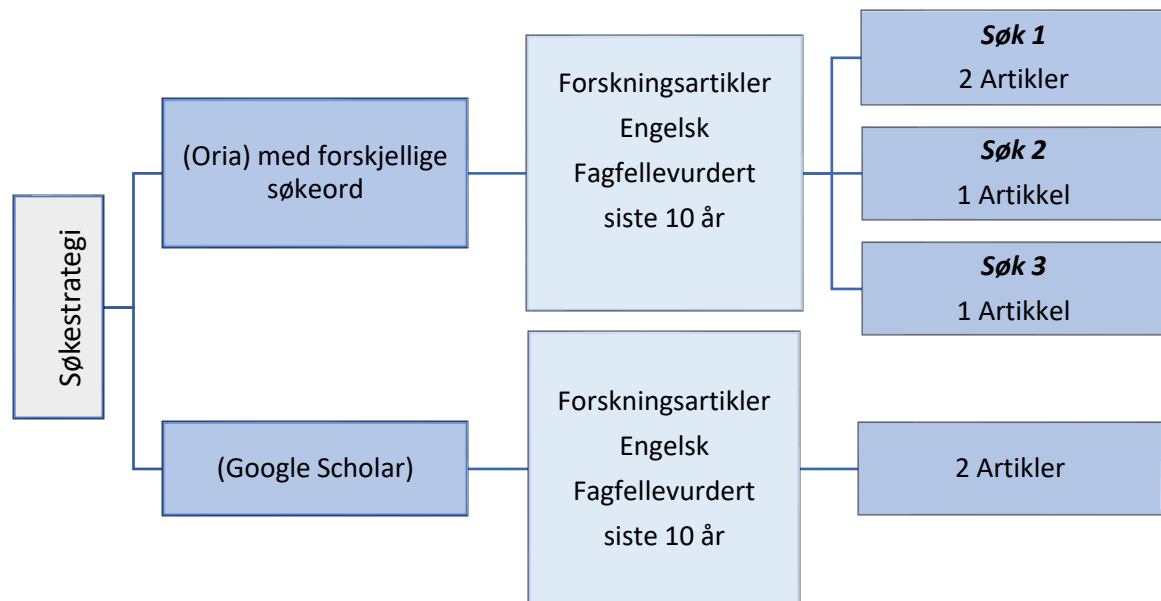 Søkestrategi
(Oria) med forskjellige
søkeord
Forskningsartikler
Engelsk
Fagfellevurdert
siste 10 år
Søk 1
2 Artikler
Søk 2
1 Artikkel
Søk 3
1 Artikkel
(Google Scholar)
Forskningsartikler
Engelsk
Fagfellevurdert
siste 10 år
2 Artikler